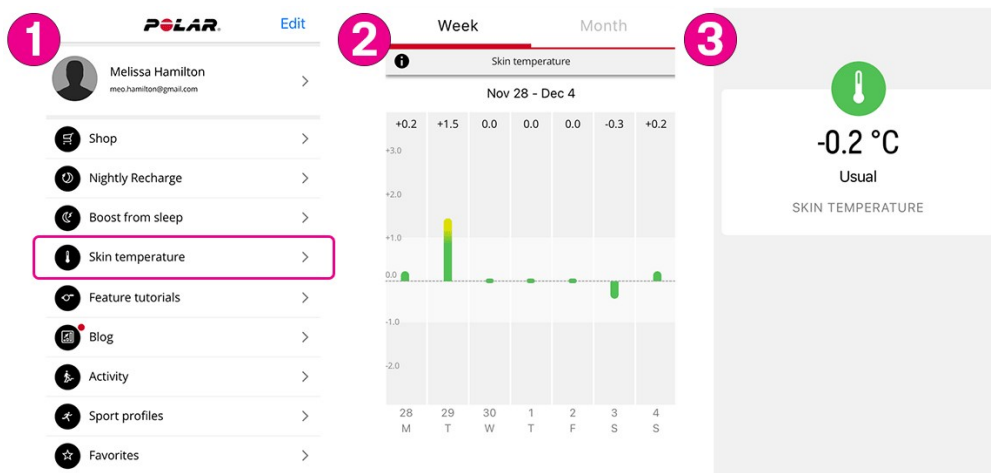 1
POLAR.
Edit
Melissa Hamilton
meo.hamilton@gmail.com
Shop
Nightly Recharge
Boost from sleep
Skin temperature
Feature tutorials
Blog
Activity
Sport profiles
Favorites
2
Week Month
Skin temperature
Nov 28 - Dec 4
+0.2 +1.5 0.0 0.0 0.0 -0.3 +0.2
+3.0
+2.0
+1.0
0.0
-1.0
-2.0
28 29 30 1 2 3 4
M T W T F S S
3
-0.2 °C
Usual
SKIN TEMPERATURE